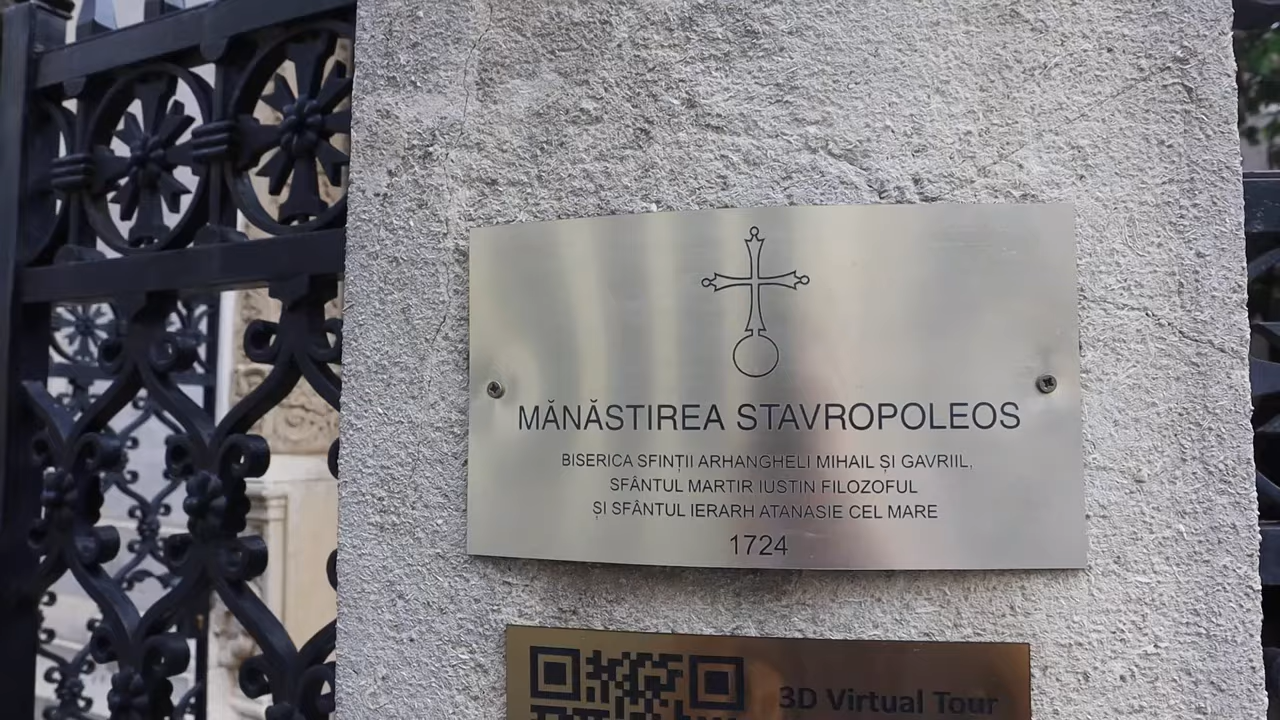 MĂNĂSTIREA STAVROPOLEOS
BISERICA SFINȚII ARHANGHELI MIHAIL ȘI GAVRIIL,
SFÂNTUL MARTIR IUSTIN FILOZOFUL
ȘI SFÂNTUL IERARH ATANASIE CEL MARE
1724
3D Virtual Tour